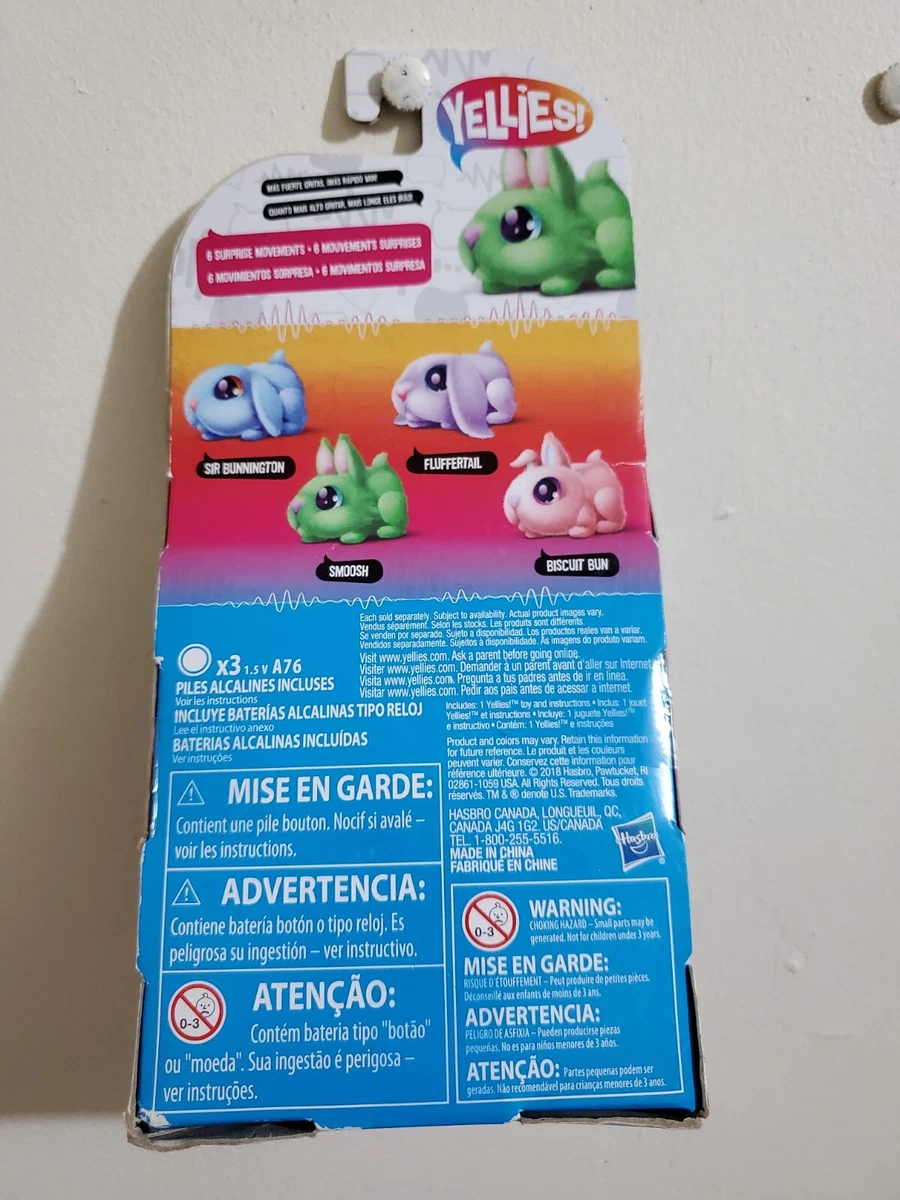 YELLIES!
MÁS FUERTE GRITAS, ¡MÁS RÁPIDO VAN!
QUANTO MAIS ALTO GRITAR, MAIS LONGE ELES IRÃO!
6 SURPRISE MOVEMENTS • 6 MOUVEMENTS SURPRISES
6 MOVIMIENTOS SORPRESA • 6 MOVIMENTOS SURPRESA
SIR BUNNINGTON
FLUFFERTAIL
SMOOSH
BISCUIT BUN
Each sold separately. Subject to availability. Actual product images vary.
Vendus séparément. Selon les stocks. Les produits sont différents.
Se venden por separado. Sujeto a disponibilidad. Los productos reales van a variar.
Vendidos separadamente. Sujeitos à disponibilidade. As imagens do produto variam.
Visit www.yellies.com. Ask a parent before going online.
Visiter www.yellies.com. Demander à un parent avant d'aller sur Internet.
Visita www.yellies.com. Pregunta a tus padres antes de ir en línea.
Visitar www.yellies.com. Pedir aos pais antes de acessar a internet.
x3 1.5 V A76
PILES ALCALINES INCLUSES
Voir les instructions
INCLUYE BATERÍAS ALCALINAS TIPO RELOJ
Lee el instructivo anexo
BATERIAS ALCALINAS INCLUÍDAS
Ver instruções
Includes: 1 Yellies!™ toy and instructions • Inclus: 1 jouet
Yellies!™ et instructions • Incluye: 1 juguete Yellies!™
e instructivo • Contém: 1 Yellies!™ e instruções
Product and colors may vary. Retain this information
for future reference. Le produit et les couleurs
peuvent varier. Conservez cette information pour
référence ultérieure. © 2018 Hasbro, Pawtucket, RI
02861-1059 USA. All Rights Reserved. Tous droits
réservés. TM & ® denote U.S. Trademarks.
HASBRO CANADA, LONGUEUIL, QC,
CANADA J4G 1G2. US/CANADA
TEL. 1-800-255-5516.
MADE IN CHINA
FABRIQUÉ EN CHINE
Hasbro
MISE EN GARDE:
Contient une pile bouton. Nocif si avalé –
voir les instructions.
ADVERTENCIA:
Contiene batería botón o tipo reloj. Es
peligrosa su ingestión – ver instructivo.
0-3
ATENÇÃO:
Contém bateria tipo "botão"
ou "moeda". Sua ingestão é perigosa –
ver instruções.
0-3
WARNING:
CHOKING HAZARD – Small parts may be
generated. Not for children under 3 years.
MISE EN GARDE:
RISQUE D'ÉTOUFFEMENT – Peut produire de petites pièces.
Déconseillé aux enfants de moins de 3 ans.
ADVERTENCIA:
PELIGRO DE ASFIXIA – Pueden producirse piezas
pequeñas. No es para niños menores de 3 años.
ATENÇÃO: Partes pequenas podem ser
geradas. Não recomendável para crianças menores de 3 anos.